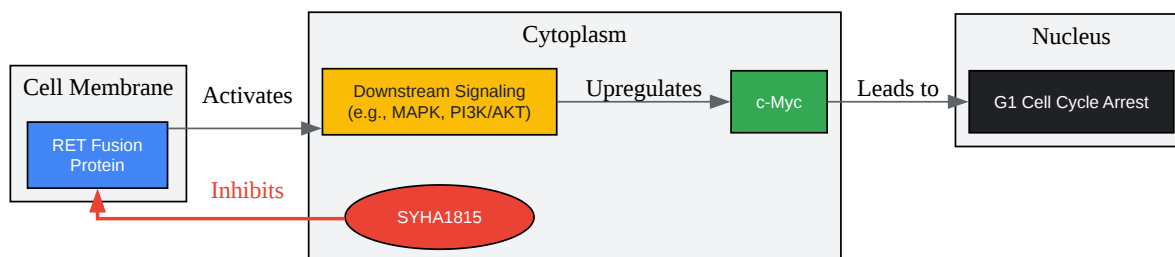 Cytoplasm
Nucleus
Cell Membrane
Activates
Downstream Signaling
(e.g., MAPK, PI3K/AKT)
Upregulates
c-Myc
Leads to
G1 Cell Cycle Arrest
RET Fusion
Protein
Inhibits
SYHA1815